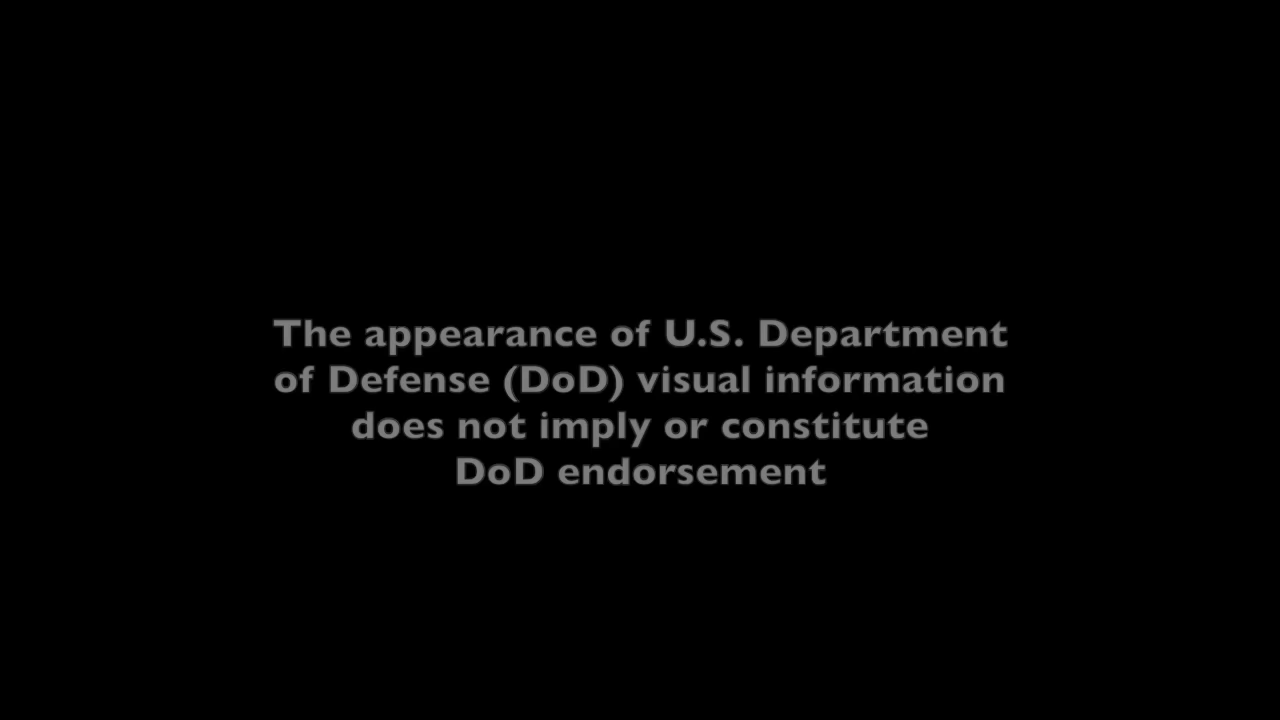 The appearance of U.S. Department
of Defense (DoD) visual information
does not imply or constitute
DoD endorsement